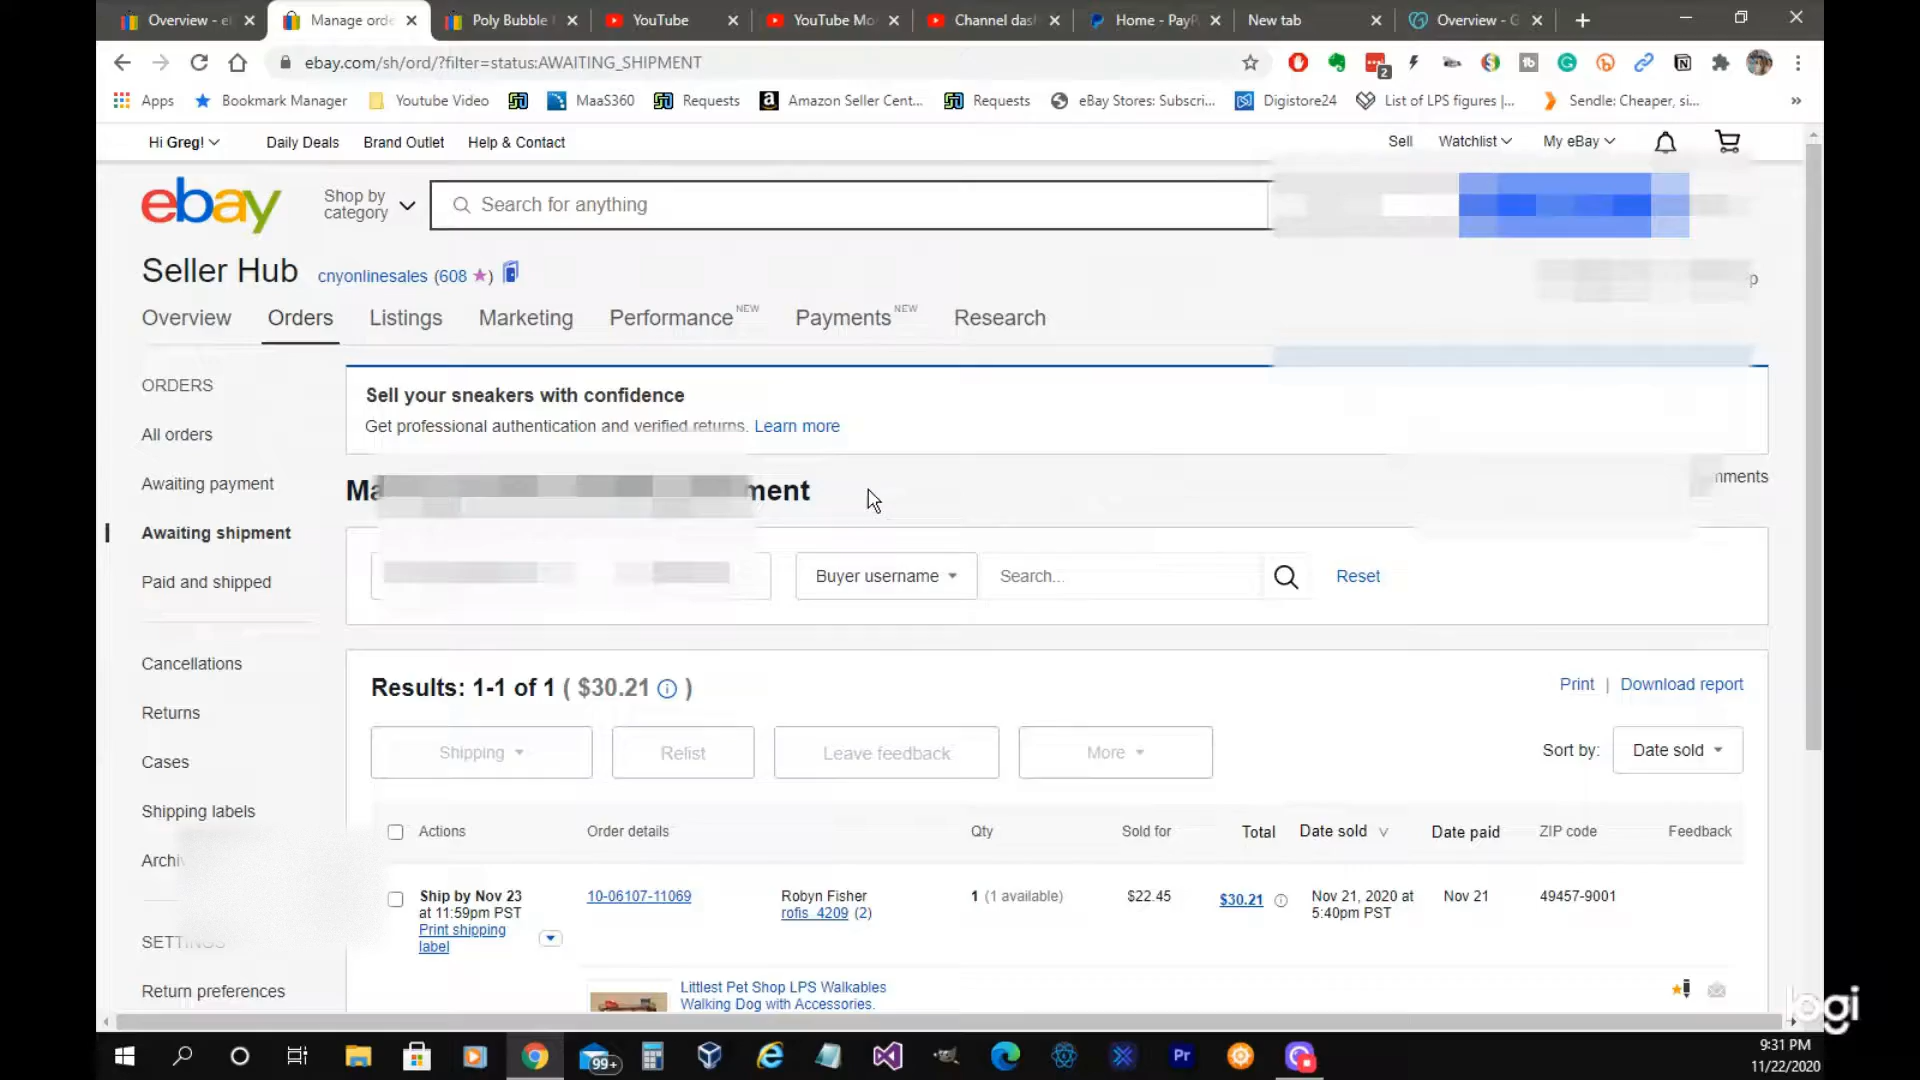 Overview - e
Manage orde
Poly Bubble
YouTube
YouTube Mo
Channel das
Home - PayP
New tab
Overview - G
ebay.com/sh/ord/?filter=status:AWAITING_SHIPMENT
2
Apps
Bookmark Manager
Youtube Video
MaaS360
Requests
Amazon Seller Cent...
Requests
eBay Stores: Subscri...
Digistore24
List of LPS figures |...
Sendle: Cheaper, si...
Hi Greg!
Daily Deals
Brand Outlet
Help & Contact
Sell
Watchlist
My eBay
ebay
Shop by
category
Search for anything
Seller Hub
cnyonlinesales (608 ★)
Overview
Orders
Listings
Marketing
Performance NEW
Payments NEW
Research
ORDERS
All orders
Awaiting payment
Awaiting shipment
Paid and shipped
Cancellations
Returns
Cases
Shipping labels
Archi
SETTINGS
Return preferences
Sell your sneakers with confidence
Get professional authentication and verified returns. Learn more
Ma
ment
mments
Buyer username
Search...
Reset
Results: 1-1 of 1 ( $30.21 )
Print | Download report
Shipping
Relist
Leave feedback
More
Sort by:
Date sold
Actions
Order details
Qty
Sold for
Total
Date sold
Date paid
ZIP code
Feedback
Ship by Nov 23
at 11:59pm PST
Print shipping
label
10-06107-11069
Robyn Fisher
rofis_4209 (2)
1 (1 available)
$22.45
$30.21
Nov 21, 2020 at
5:40pm PST
Nov 21
49457-9001
Littlest Pet Shop LPS Walkables
Walking Dog with Accessories.
logi
99+
Pr
9:31 PM
11/22/2020